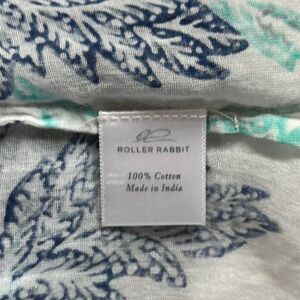 ROLLER RABBIT
100% Cotton
Made in India